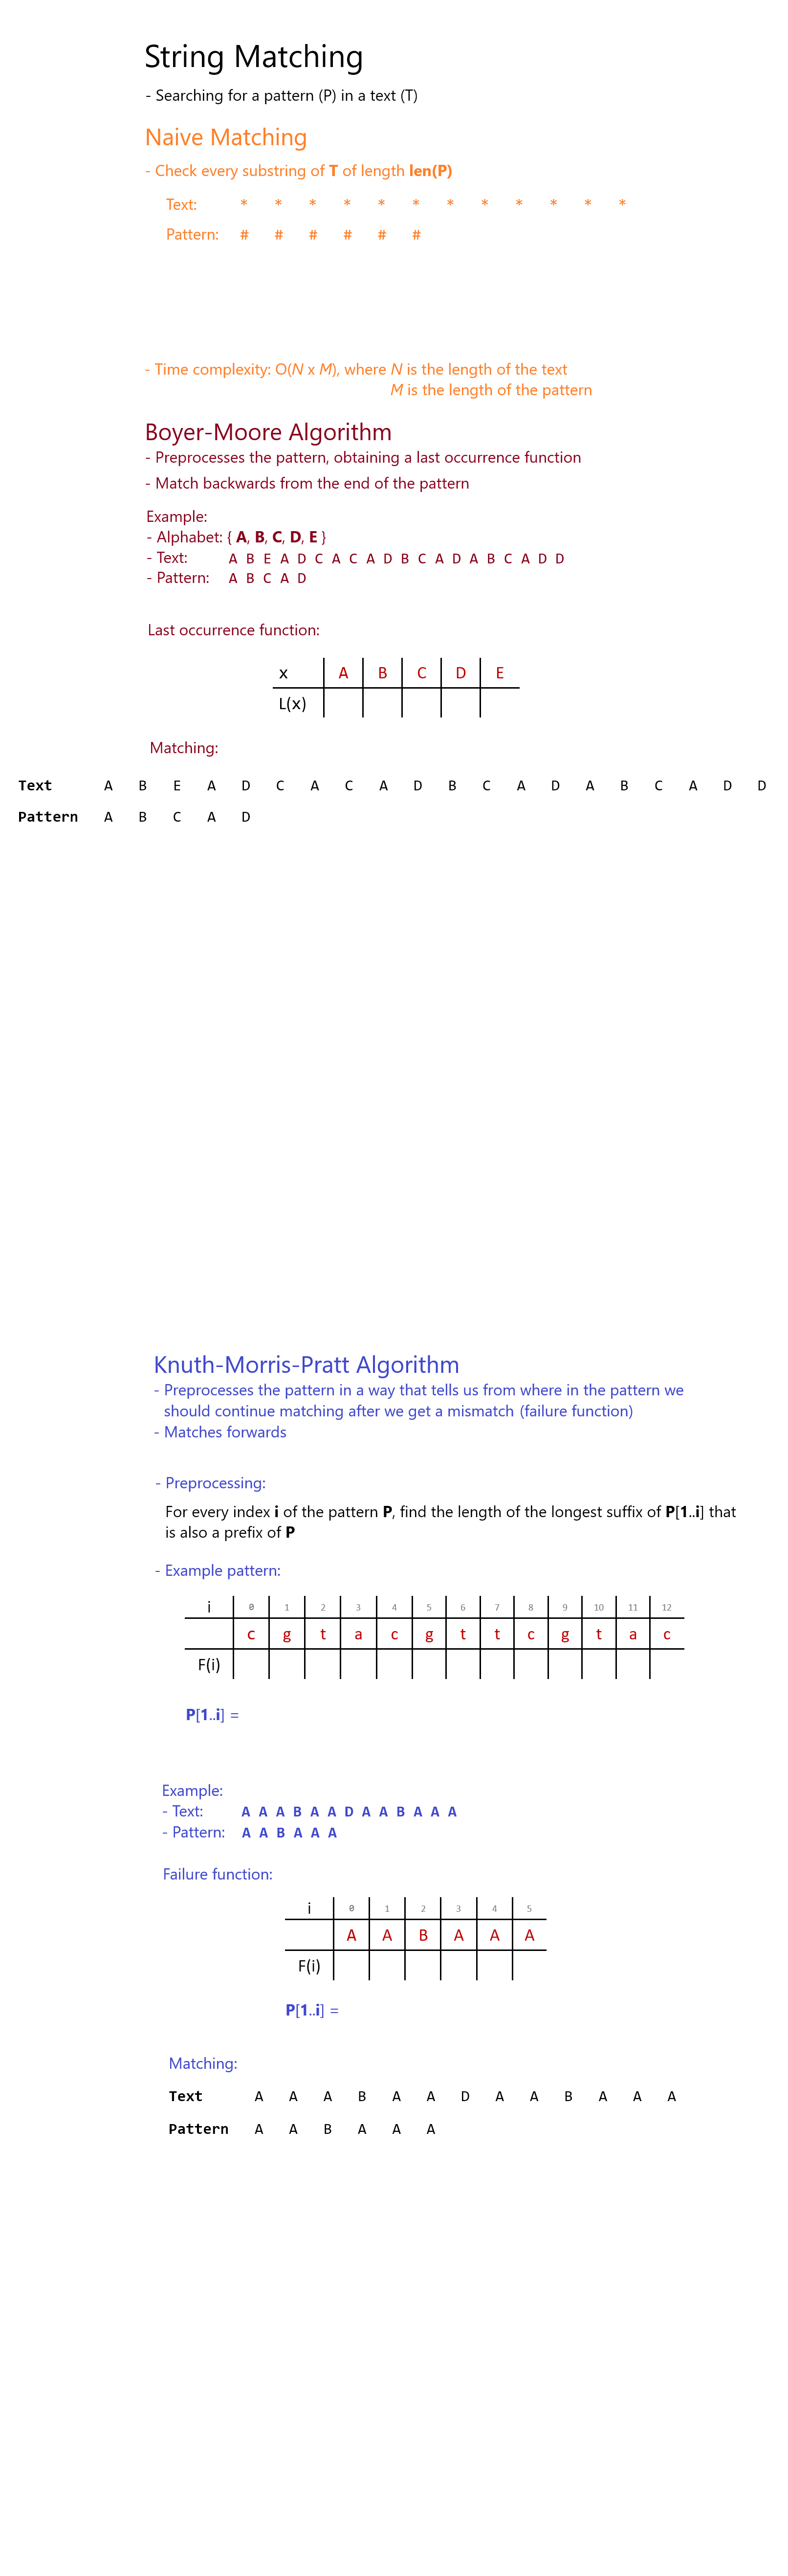 String Matching
- Searching for a pattern (P) in a text (T)
Naive Matching
- Check every substring of T of length len(P)
Text: * * * * * * * * * * * *
Pattern: # # # # # #
- Time complexity: O(N x M), where N is the length of the text
M is the length of the pattern
Boyer-Moore Algorithm
- Preprocesses the pattern, obtaining a last occurrence function
- Match backwards from the end of the pattern
Example:
- Alphabet: { A, B, C, D, E }
- Text: A B E A D C A C A D B C A D A B C A D D
- Pattern: A B C A D
Last occurrence function:
x A B C D E
L(x)
Matching:
Text A B E A D C A C A D B C A D A B C A D D
Pattern A B C A D
Knuth-Morris-Pratt Algorithm
- Preprocesses the pattern in a way that tells us from where in the pattern we
should continue matching after we get a mismatch (failure function)
- Matches forwards
- Preprocessing:
For every index i of the pattern P, find the length of the longest suffix of P[1..i] that
is also a prefix of P
- Example pattern:
i 0 1 2 3 4 5 6 7 8 9 10 11 12
c g t a c g t t c g t a c
F(i)
P[1..i] =
Example:
- Text: A A A B A A D A A B A A A
- Pattern: A A B A A A
Failure function:
i 0 1 2 3 4 5
A A B A A A
F(i)
P[1..i] =
Matching:
Text A A A B A A D A A B A A A
Pattern A A B A A A